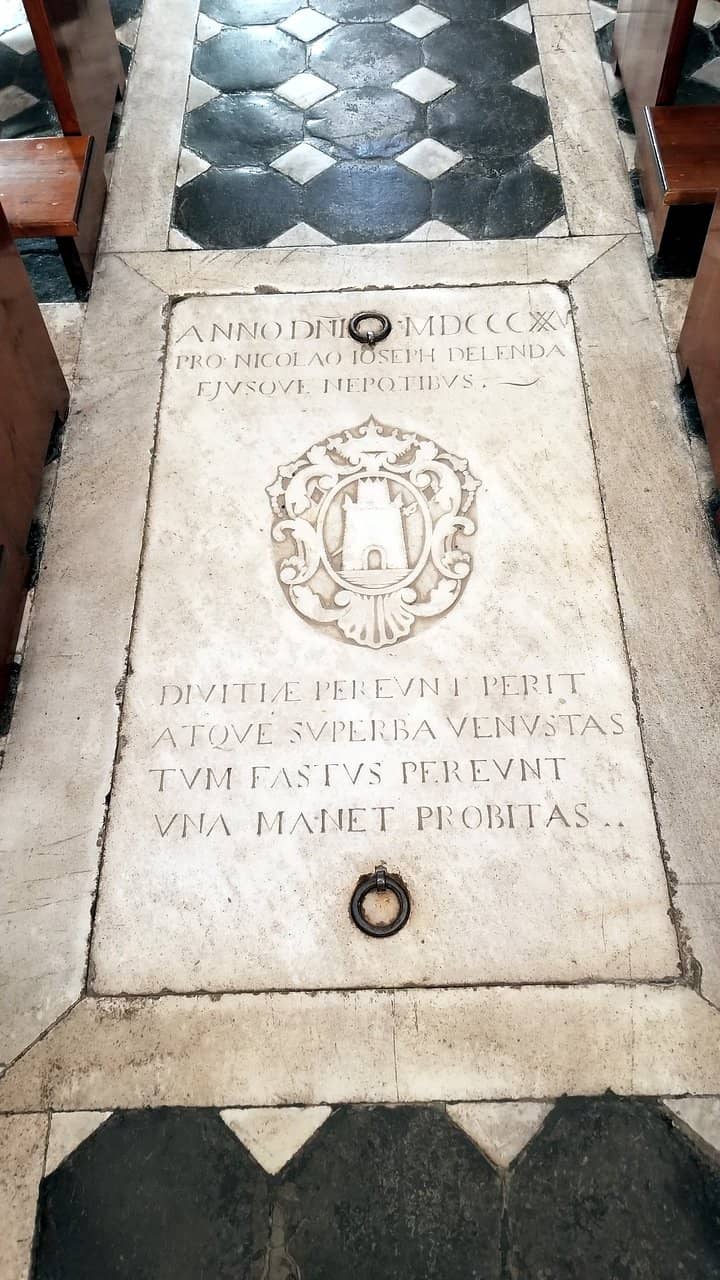 ANNO DÑI MDCCCXXV
PRO·NICOLAO IOSEPH DELENDA
EJVSQVE NEPOTIBVS.
DIVITIÆ PEREVNT PERIT
ATQVE SVPERBA VENVSTAS
TVM FASTVS PEREVNT
VNA MANET PROBITAS..